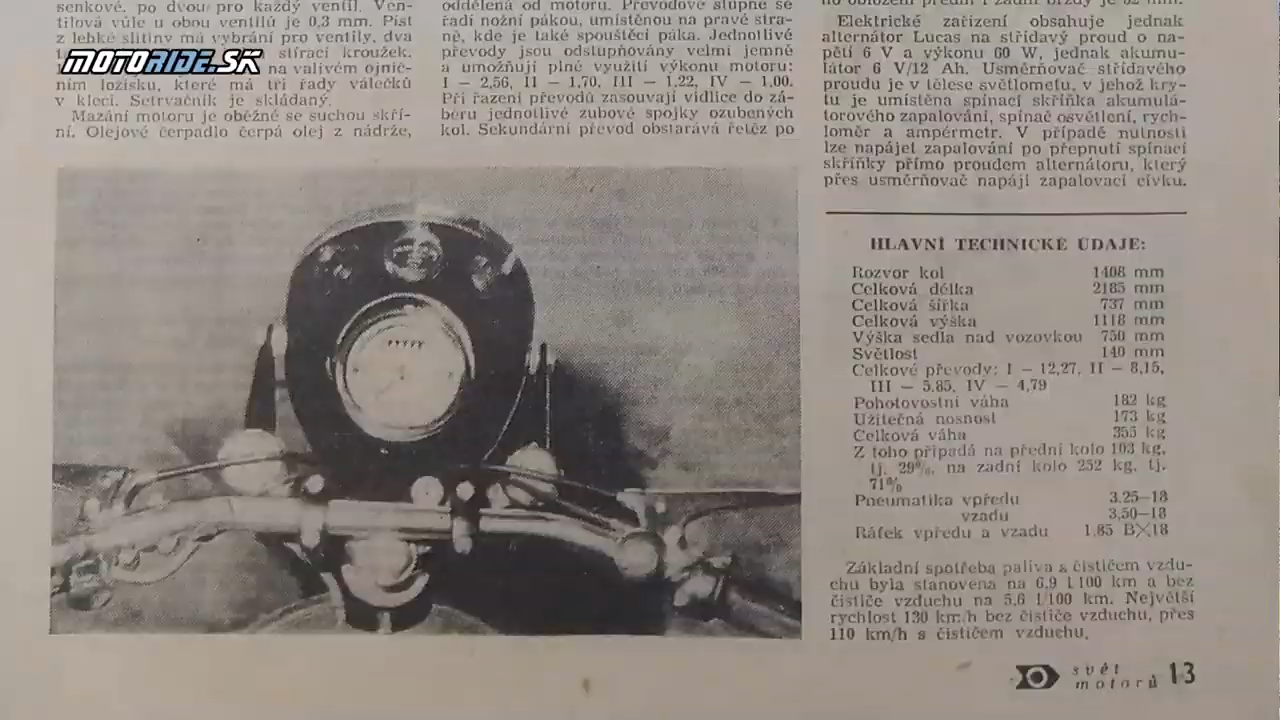 senkové, po dvou pro každý ventil. Ven-
tilová vůle u obou ventilů je 0,3 mm. Píst
z lehké slitiny má vybrání pro ventily, dva
stírací kroužek.
MOTORIDE.SK
na valivém ojnič-
ním ložisku, které má tři řady válečků
v kleci. Setrvačník je skládaný.
Mazání motoru je oběžné se suchou skří-
ní. Olejové čerpadlo čerpá olej z nádrže,
oddělená od motoru. Převodové stupně se
řadí nožní pákou, umístěnou na pravé stra-
ně, kde je také spouštěcí páka. Jednotlivé
převody jsou odstupňovány velmi jemně
a umožňují plné využití výkonu motoru:
I — 2,56, II — 1,70, III — 1,22, IV — 1,00.
Při řazení převodů zasouvají vidlice do zá-
běru jednotlivé zubové spojky ozubených
kol. Sekundární převod obstarává řetěz po
no obložení přední i zadní brzdy je 32 mm.
Elektrické zařízení obsahuje jednak
alternátor Lucas na střídavý proud o na-
pětí 6 V a výkonu 60 W, jednak akumu-
látor 6 V/12 Ah. Usměrňovač střídavého
proudu je v tělese světlometu, v jehož kry-
tu je umístěna spínací skříňka akumulá-
torového zapalování, spínač osvětlení, rych-
loměr a ampérmetr. V případě nutnosti
lze napájet zapalování po přepnutí spínací
skříňky přímo proudem alternátoru, který
přes usměrňovač napájí zapalovací cívku.
HLAVNÍ TECHNICKÉ ÚDAJE:
Rozvor kol 1408 mm
Celková délka 2185 mm
Celková šířka 737 mm
Celková výška 1118 mm
Výška sedla nad vozovkou 750 mm
Světlost 140 mm
Celkové převody: I — 12,27, II — 8,15,
III — 5,85, IV — 4,79
Pohotovostní váha 182 kg
Užitečná nosnost 173 kg
Celková váha 355 kg
Z toho připadá na přední kolo 103 kg,
tj. 29%, na zadní kolo 252 kg, tj.
71%
Pneumatika vpředu 3.25—18
vzadu 3,50—18
Ráfek vpředu a vzadu 1.85 B×18
Základní spotřeba paliva s čističem vzdu-
chu byla stanovena na 6,9 l/100 km a bez
čističe vzduchu na 5,6 l/100 km. Největší
rychlost 130 km/h bez čističe vzduchu, přes
110 km/h s čističem vzduchu.
svět
motorů 13